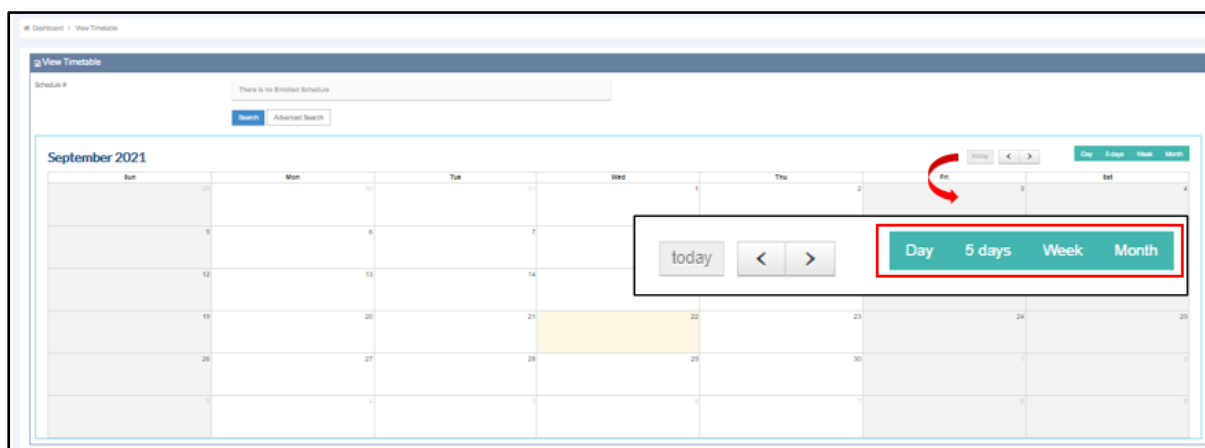 Dashboard > View Timetable
View Timetable
Schedule #
There is no Enrolled Schedule
Search Advanced Search
September 2021
today < > Day 5 days Week Month
Sun Mon Tue Wed Thu Fri Sat
29 30 31 1 2 3 4
5 6 7
today < > Day 5 days Week Month
12 13 14
19 20 21 22 23 24 25
26 27 28 29 30 1 2
3 4 5 6 7 8 9